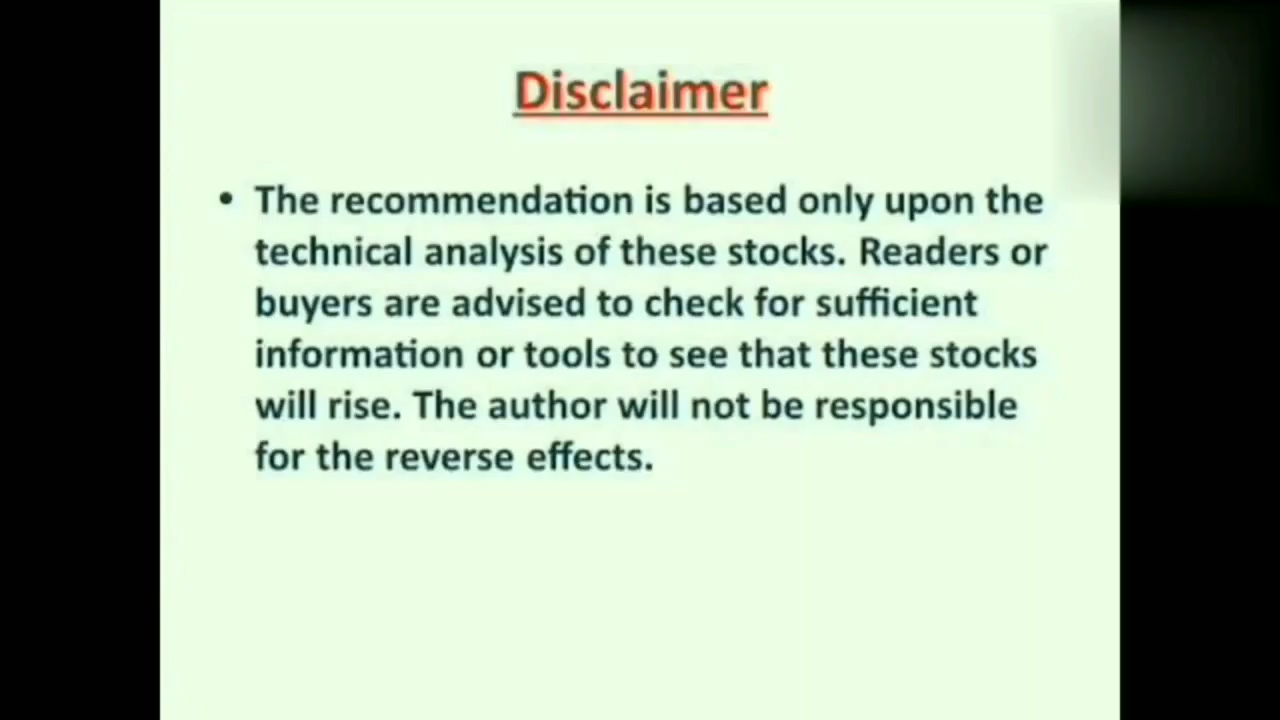 Disclaimer
• The recommendation is based only upon the
technical analysis of these stocks. Readers or
buyers are advised to check for sufficient
information or tools to see that these stocks
will rise. The author will not be responsible
for the reverse effects.